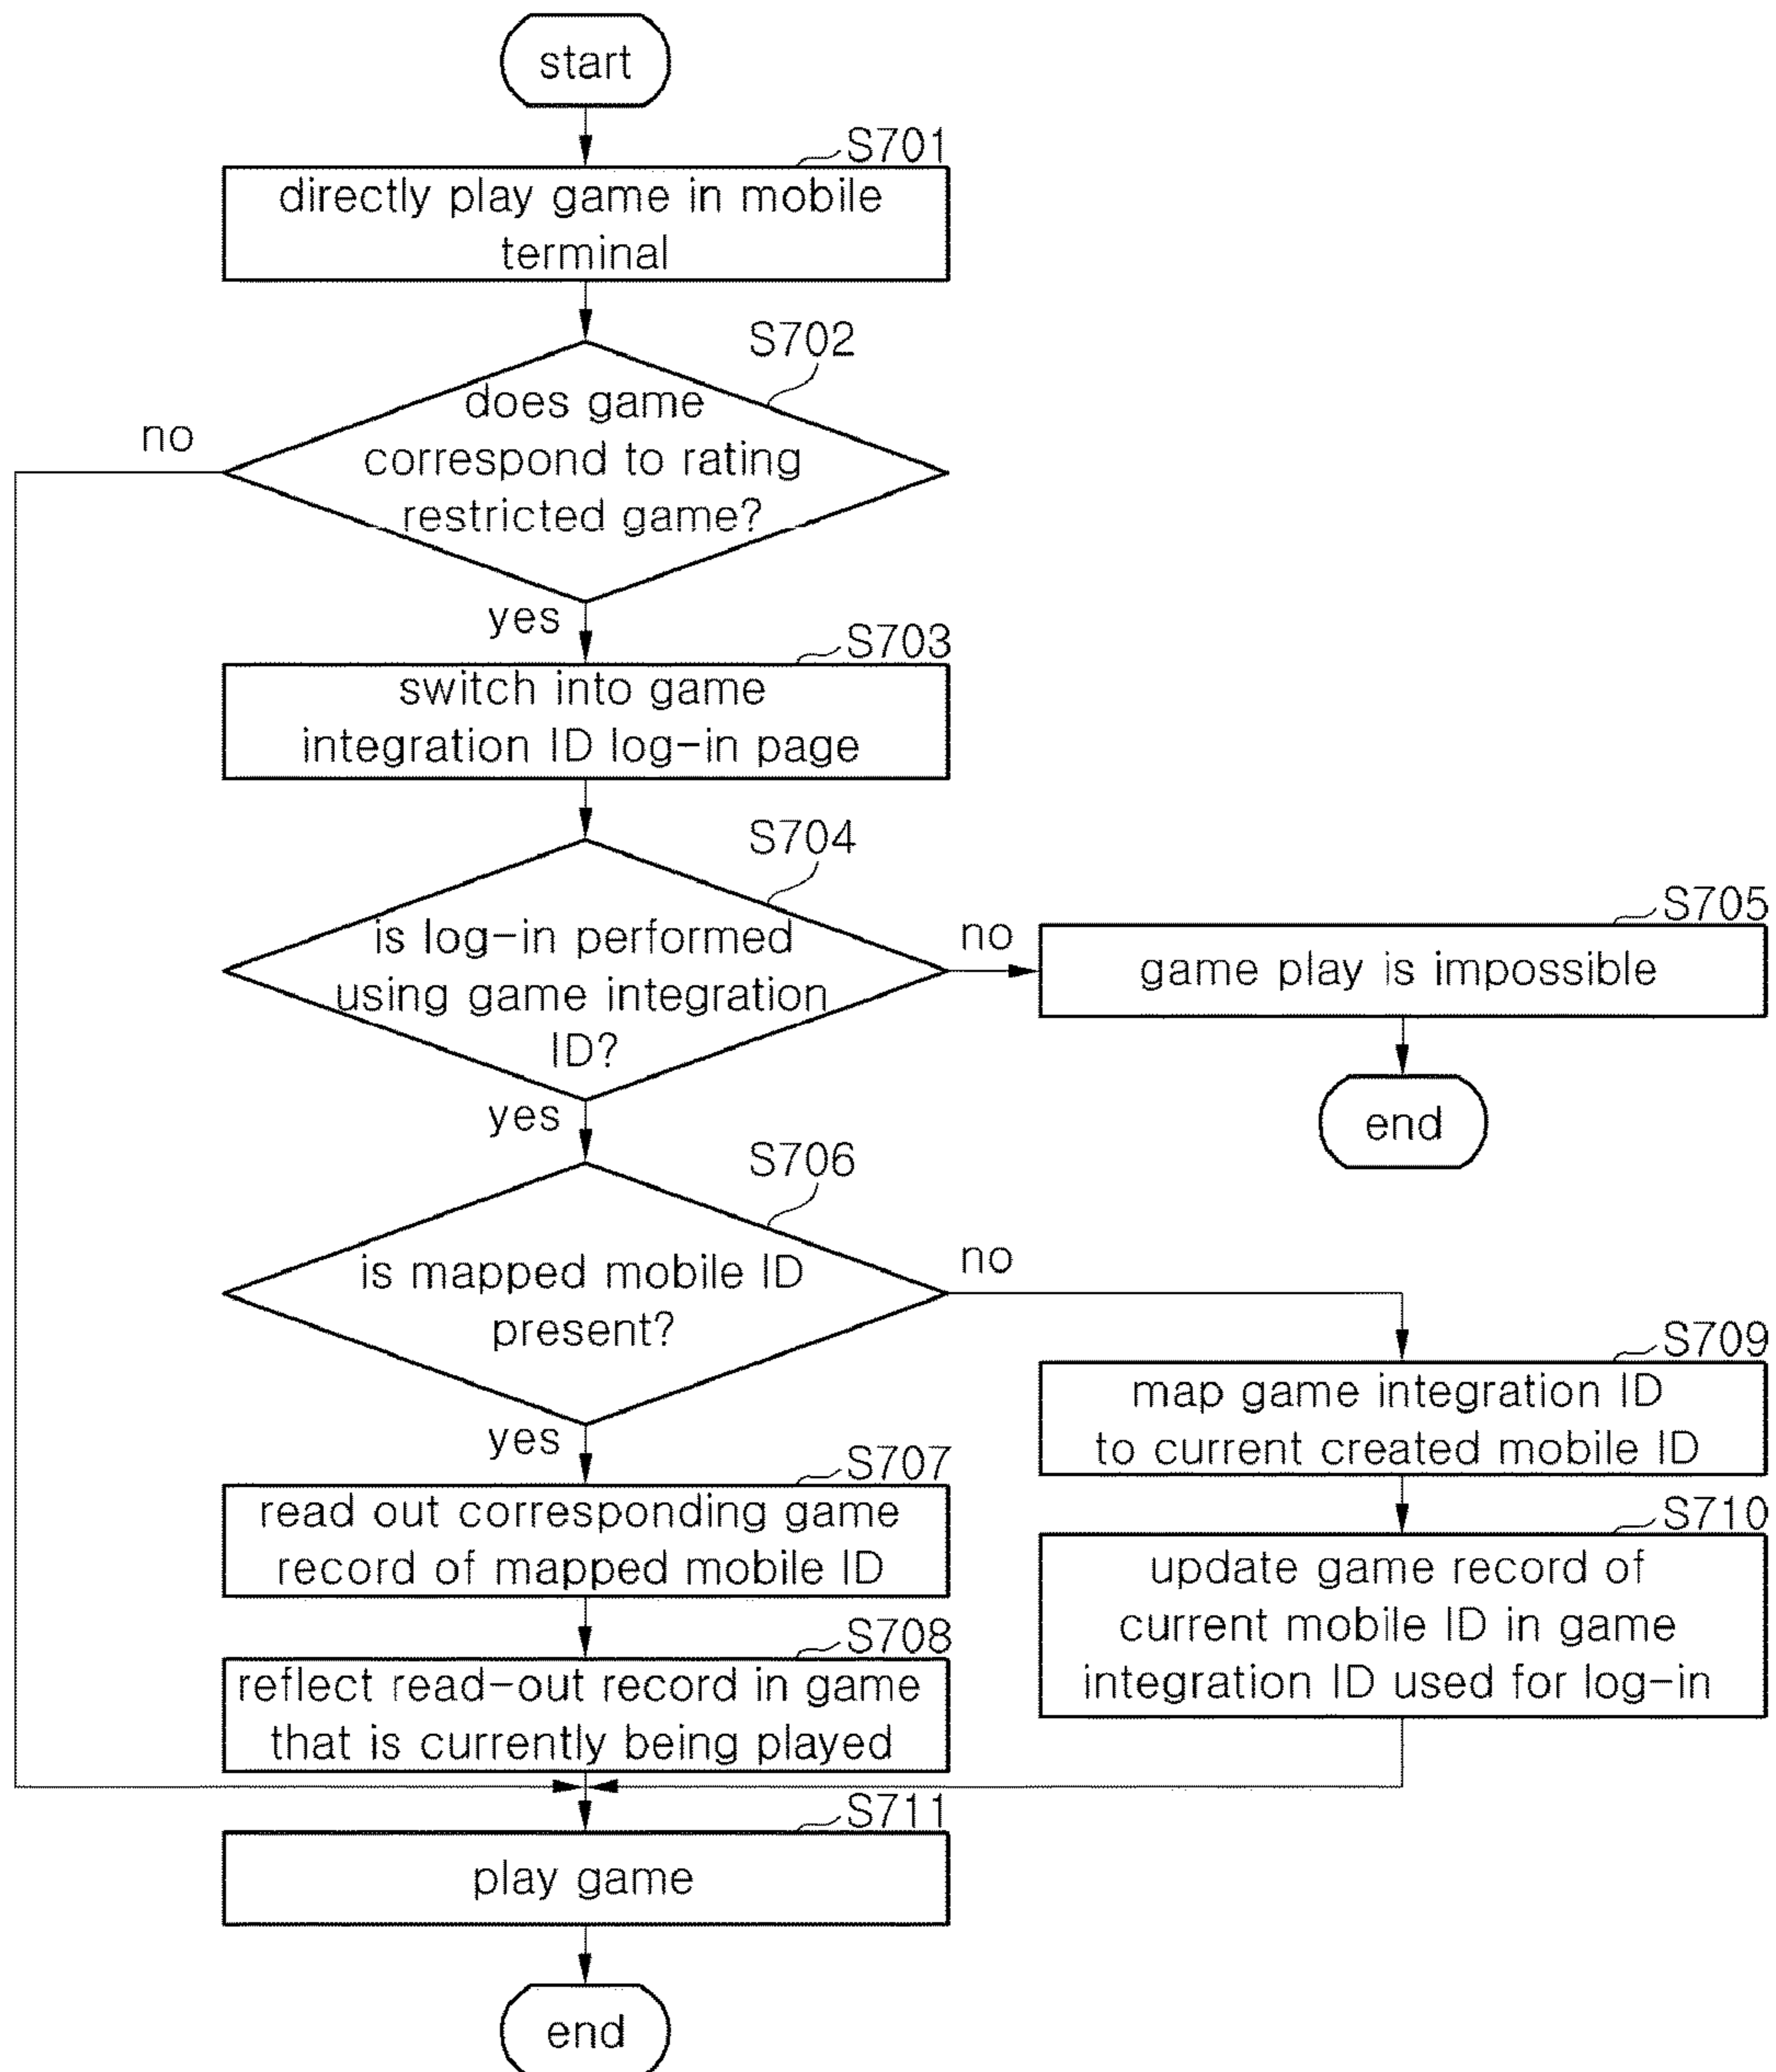 start
S701
directly play game in mobile
terminal
S702
does game
correspond to rating
restricted game?
no
yes
S703
switch into game
integration ID log-in page
S704
is log-in performed
using game integration
ID?
no
S705
game play is impossible
end
yes
S706
is mapped mobile ID
present?
no
yes
S707
read out corresponding game
record of mapped mobile ID
S708
reflect read-out record in game
that is currently being played
S709
map game integration ID
to current created mobile ID
S710
update game record of
current mobile ID in game
integration ID used for log-in
S711
play game
end